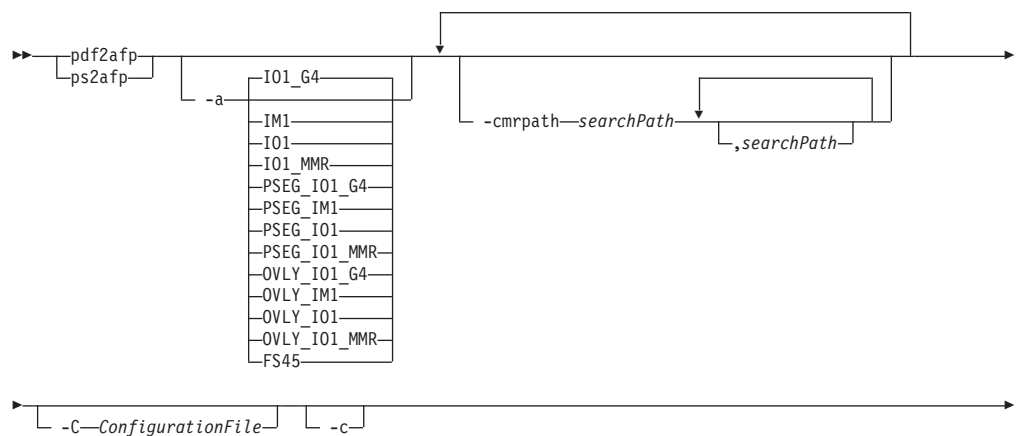 pdf2afp
ps2afp
-a
IO1_G4
IM1
IO1
IO1_MMR
PSEG_IO1_G4
PSEG_IM1
PSEG_IO1
PSEG_IO1_MMR
OVLY_IO1_G4
OVLY_IM1
OVLY_IO1
OVLY_IO1_MMR
FS45
-cmrpath searchPath
,searchPath
-C ConfigurationFile
-c